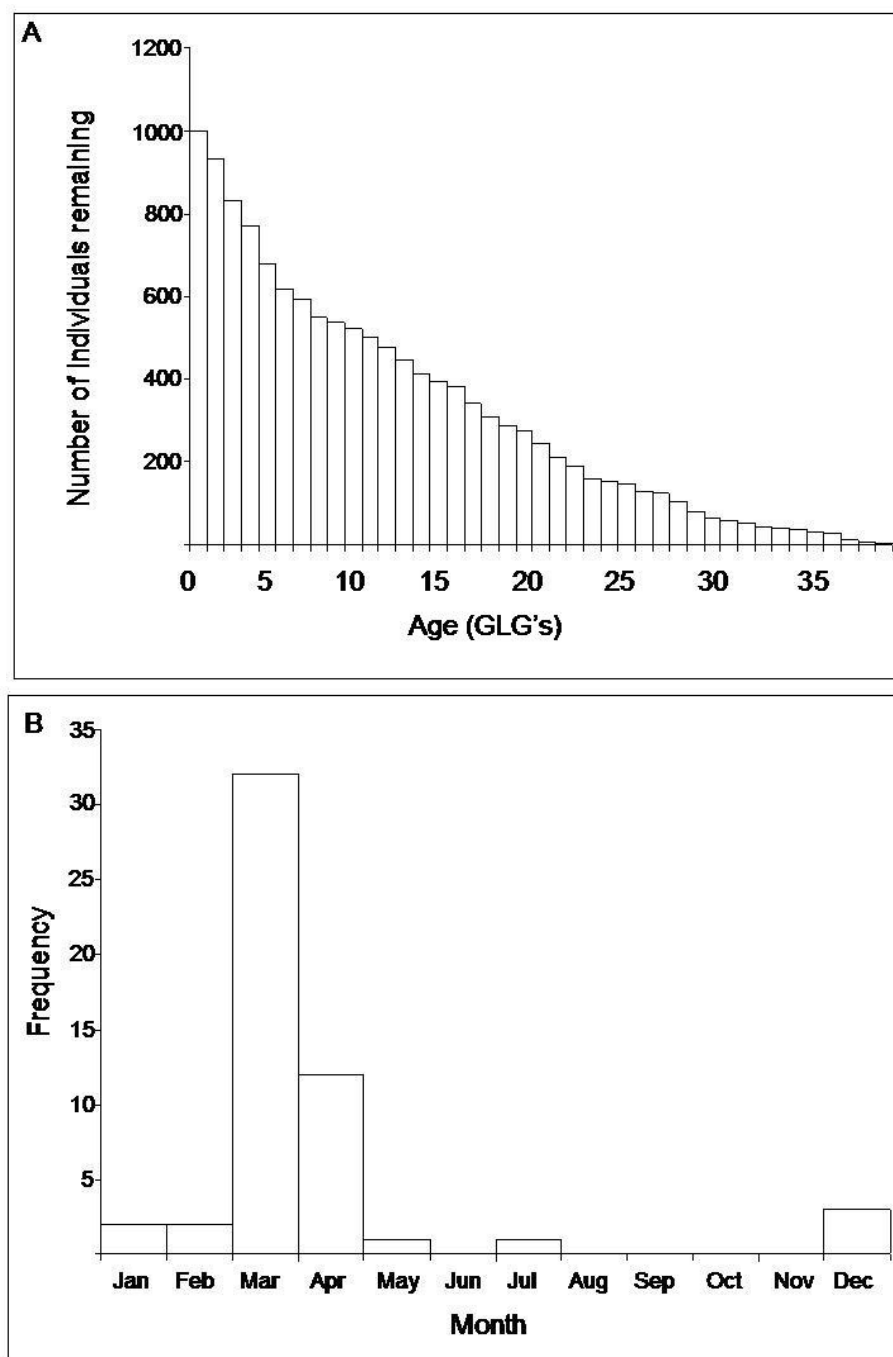 A
1200
1000
800
600
400
200
Number of Individuals remaining
0 5 10 15 20 25 30 35
Age (GLG's)
B
35
30
25
20
15
10
5
Frequency
Jan Feb Mar Apr May Jun Jul Aug Sep Oct Nov Dec
Month